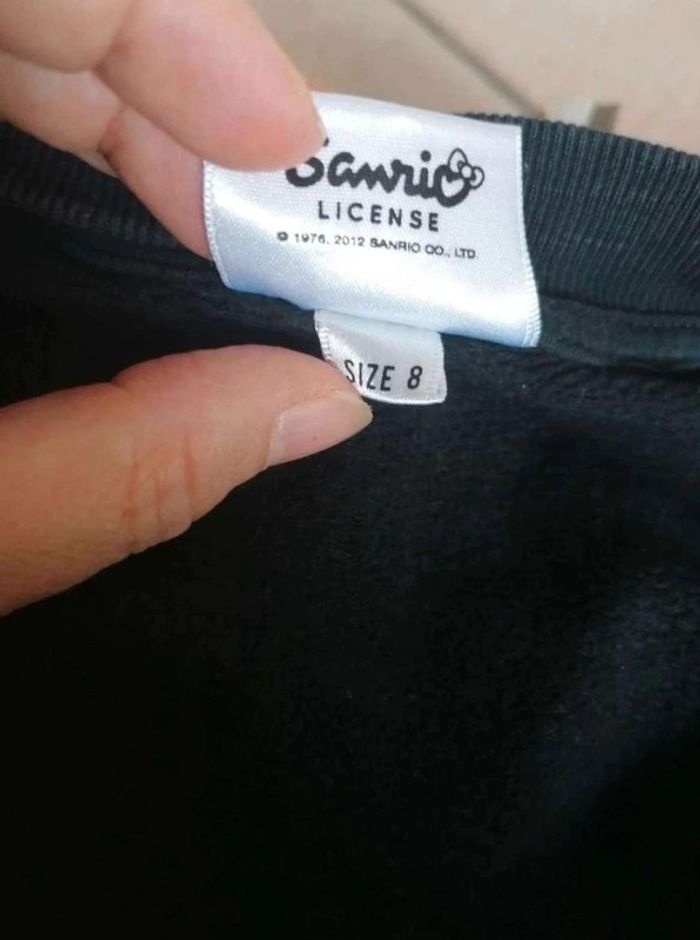 Sanrio
LICENSE
© 1976, 2012 SANRIO CO., LTD.
SIZE 8